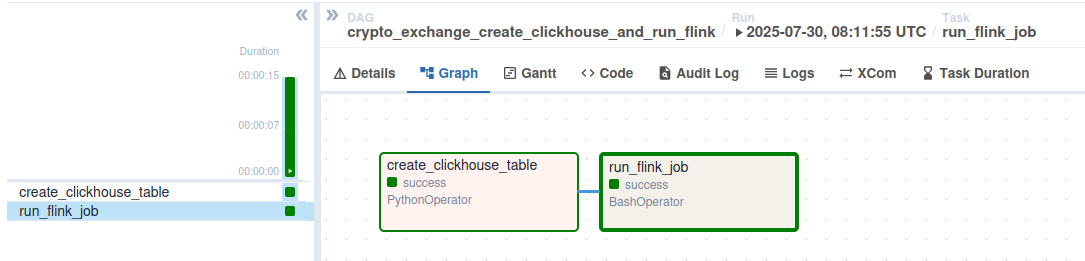 «
Duration
00:00:15
00:00:07
00:00:00
create_clickhouse_table
run_flink_job
»
DAG
crypto_exchange_create_clickhouse_and_run_flink
/
Run
2025-07-30, 08:11:55 UTC
/
Task
run_flink_job
Details
Graph
Gantt
Code
Audit Log
Logs
XCom
Task Duration
create_clickhouse_table
success
PythonOperator
run_flink_job
success
BashOperator